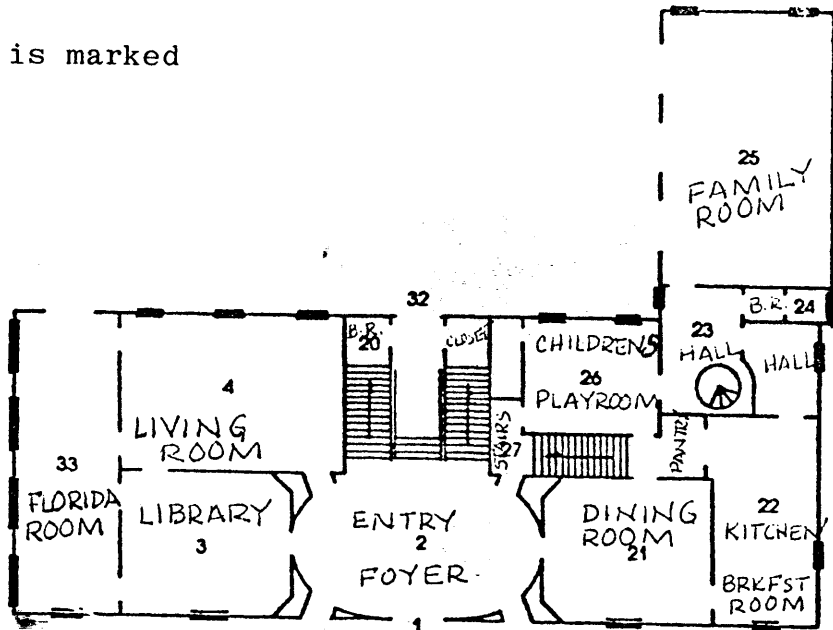 is marked
25
FAMILY
ROOM
32
B.R.
20
CLOSET
CHILDRENS
26
PLAYROOM
23
HALL
B.R.
24
HALL
4
LIVING
ROOM
STAIRS
27
PANTRY
33
FLORIDA
ROOM
LIBRARY
3
ENTRY
2
FOYER
DINING
ROOM
21
22
KITCHEN
BRKFST
ROOM
1